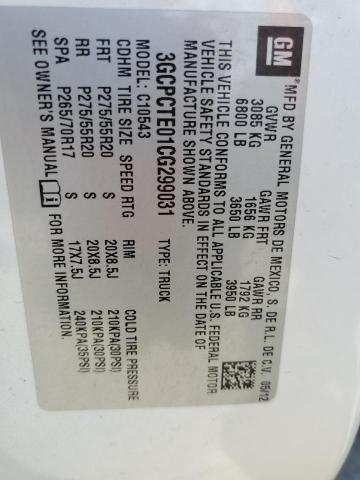 GM
MFD BY GENERAL MOTORS DE MEXICO S. DE R.L. DE C.V. 05/12
GVWR GAWR FRT GAWR RR
3085 KG 1656 KG 1792 KG
6800 LB 3650 LB 3950 LB
THIS VEHICLE CONFORMS TO ALL APPLICABLE U.S. FEDERAL MOTOR
VEHICLE SAFETY STANDARDS IN EFFECT ON THE DATE OF
MANUFACTURE SHOWN ABOVE.
3GCPCTE01CG299031 TYPE: TRUCK
MODEL: C10543
CDHM TIRE SIZE SPEED RTG RIM COLD TIRE PRESSURE
FRT P275/55R20 S 20X8.5J 210KPA(30PSI)
RR P275/55R20 S 20X8.5J 210KPA(30PSI)
SPA P265/70R17 S 17X7.5J 240KPA(35PSI)
SEE OWNER'S MANUAL FOR MORE INFORMATION.